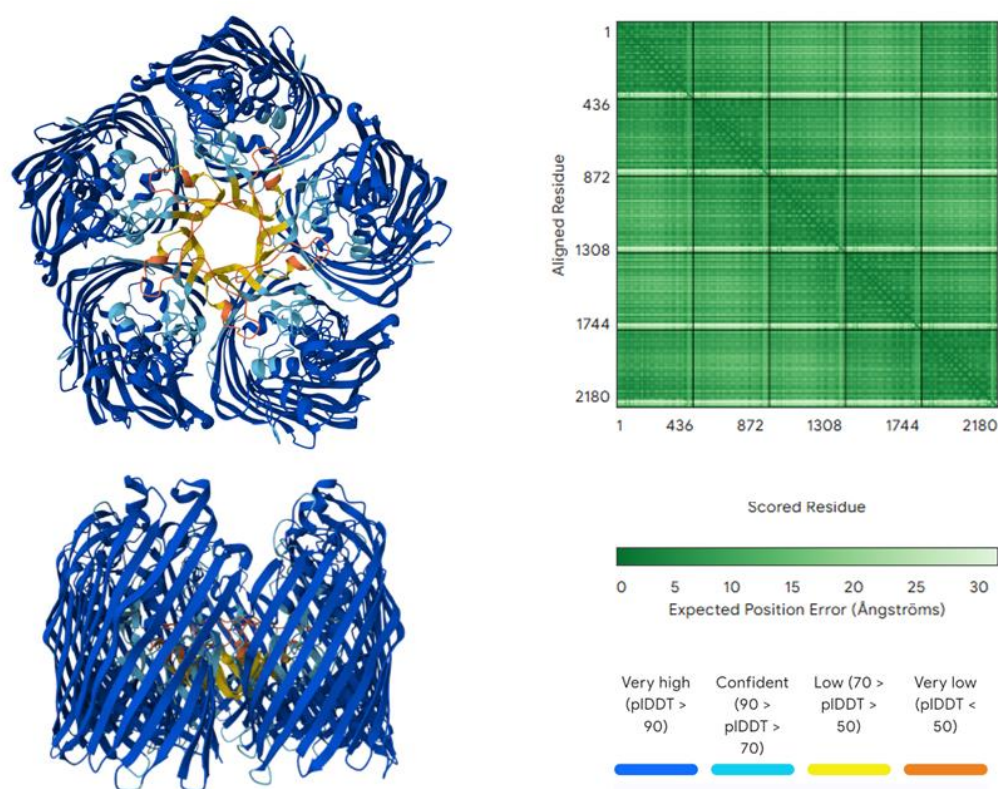 1
436
872
1308
1744
2180
Aligned Residue
1 436 872 1308 1744 2180
Scored Residue
0 5 10 15 20 25 30
Expected Position Error (Ångströms)
Very high (plDDT > 90)
Confident (90 > plDDT > 70)
Low (70 > plDDT > 50)
Very low (plDDT < 50)